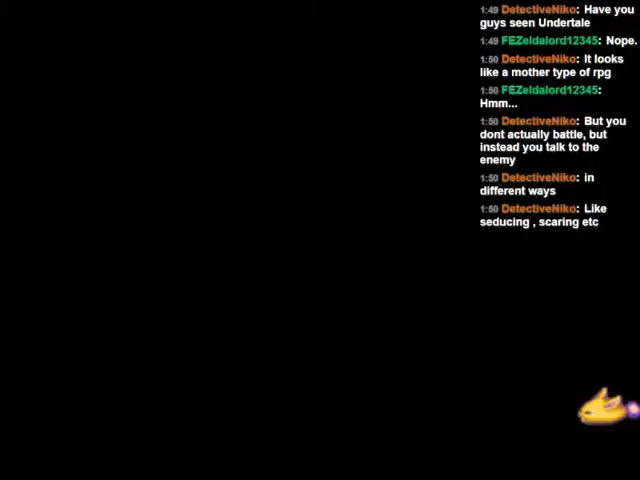 1:49 DetectiveNiko: Have you
guys seen Undertale
1:49 FEZeldalord12345: Nope.
1:50 DetectiveNiko: It looks
like a mother type of rpg
1:50 FEZeldalord12345:
Hmm...
1:50 DetectiveNiko: But you
dont actually battle, but
instead you talk to the
enemy
1:50 DetectiveNiko: in
different ways
1:50 DetectiveNiko: Like
seducing , scaring etc